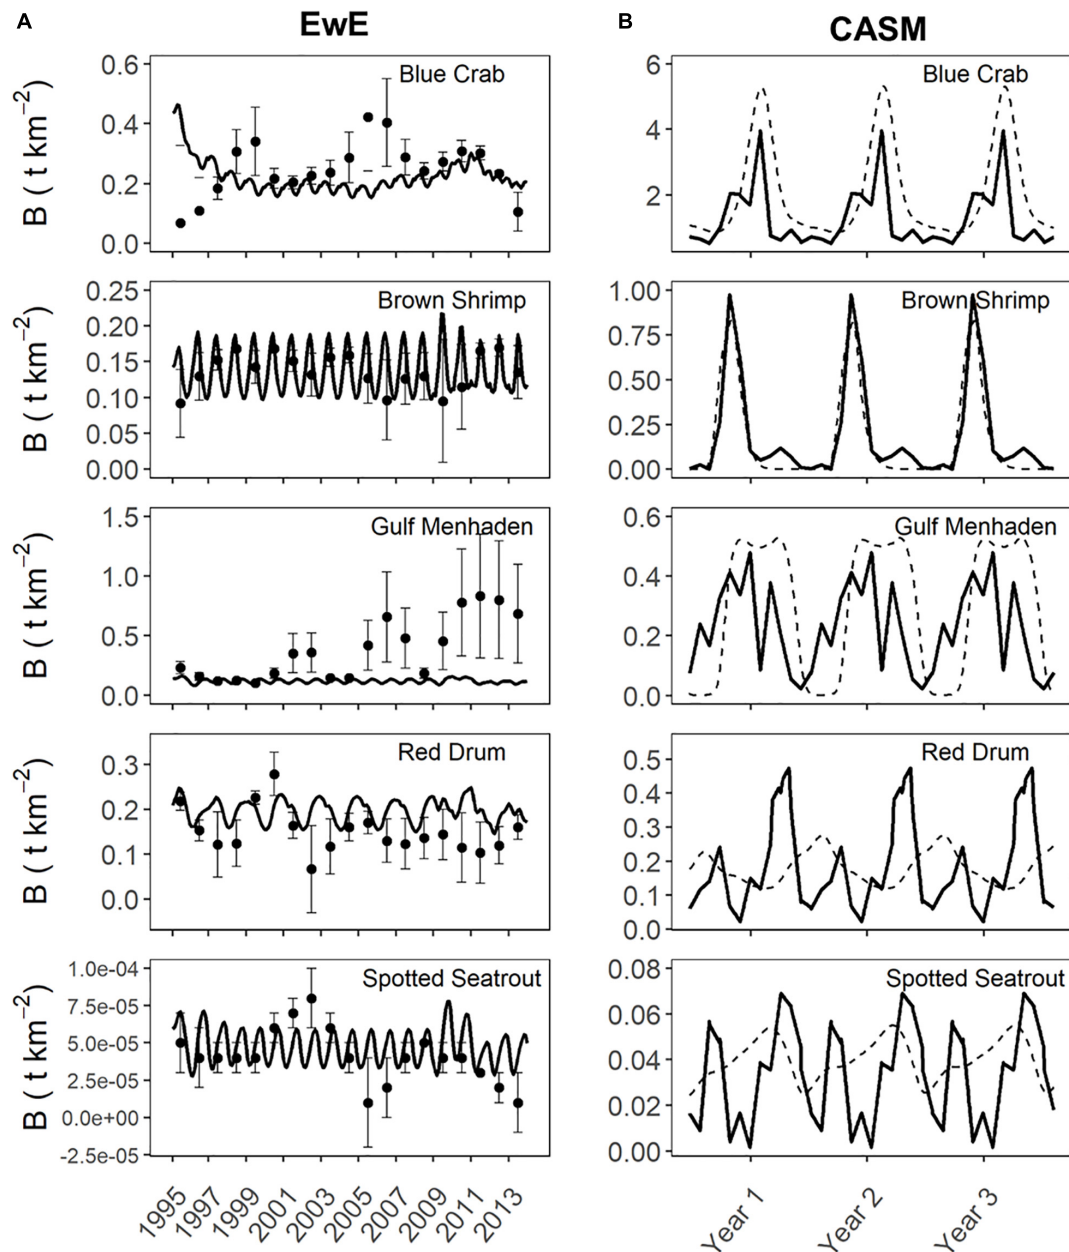 A
EwE
B ( t km⁻²)
Blue Crab
0.6
0.4
0.2
0.0
B ( t km⁻²)
Brown Shrimp
0.25
0.20
0.15
0.10
0.05
0.00
B ( t km⁻²)
Gulf Menhaden
1.5
1.0
0.5
0.0
B ( t km⁻²)
Red Drum
0.3
0.2
0.1
0.0
B ( t km⁻²)
Spotted Seatrout
1.0e-04
7.5e-05
5.0e-05
2.5e-05
0.0e+00
-2.5e-05
1995
1997
1999
2001
2003
2005
2007
2009
2011
2013
B
CASM
Blue Crab
6
4
2
Brown Shrimp
1.00
0.75
0.50
0.25
0.00
Gulf Menhaden
0.6
0.4
0.2
0.0
Red Drum
0.5
0.4
0.3
0.2
0.1
0.0
Spotted Seatrout
0.08
0.06
0.04
0.02
0.00
Year 1
Year 2
Year 3